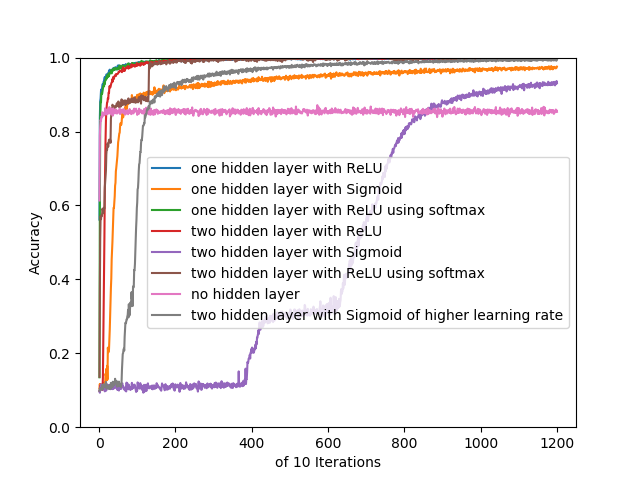 1.0
0.8
0.6
0.4
0.2
0.0
Accuracy
one hidden layer with ReLU
one hidden layer with Sigmoid
one hidden layer with ReLU using softmax
two hidden layer with ReLU
two hidden layer with Sigmoid
two hidden layer with ReLU using softmax
no hidden layer
two hidden layer with Sigmoid of higher learning rate
0 200 400 600 800 1000 1200
of 10 Iterations